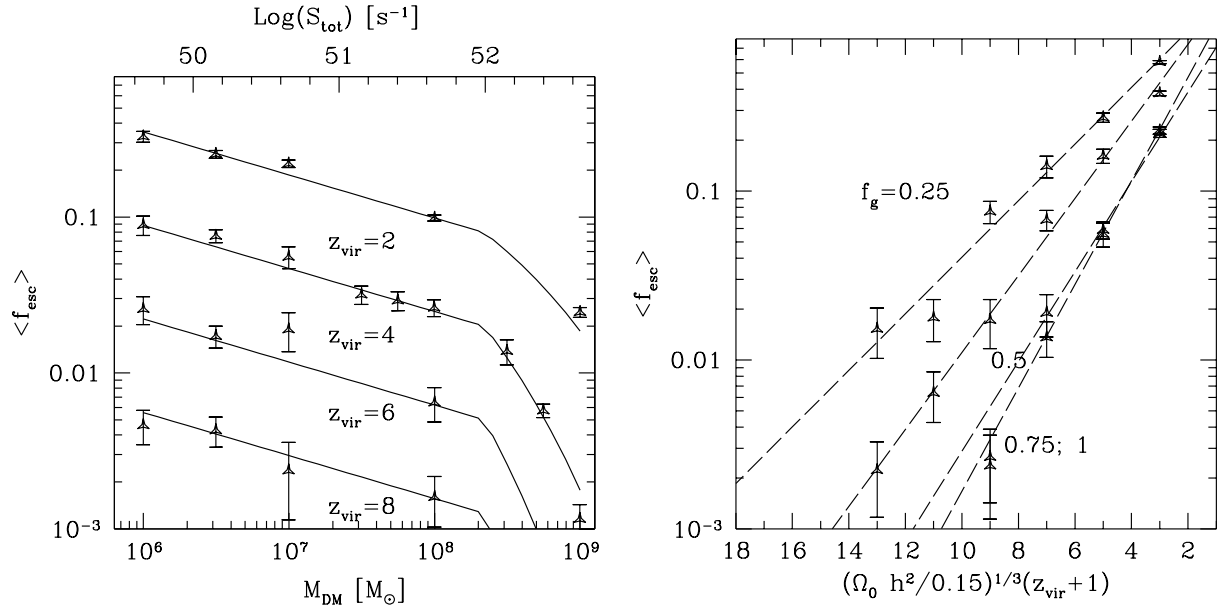 Log(S_tot) [s⁻¹]
50 51 52
0.1
0.01
10⁻³
<f_esc>
z_vir=2
z_vir=4
z_vir=6
z_vir=8
10⁶ 10⁷ 10⁸ 10⁹
M_DM [M_⊙]
0.1
0.01
10⁻³
<f_esc>
f_g=0.25
0.5
0.75; 1
18 16 14 12 10 8 6 4 2
(Ω₀ h²/0.15)¹ᐟ³(z_vir+1)